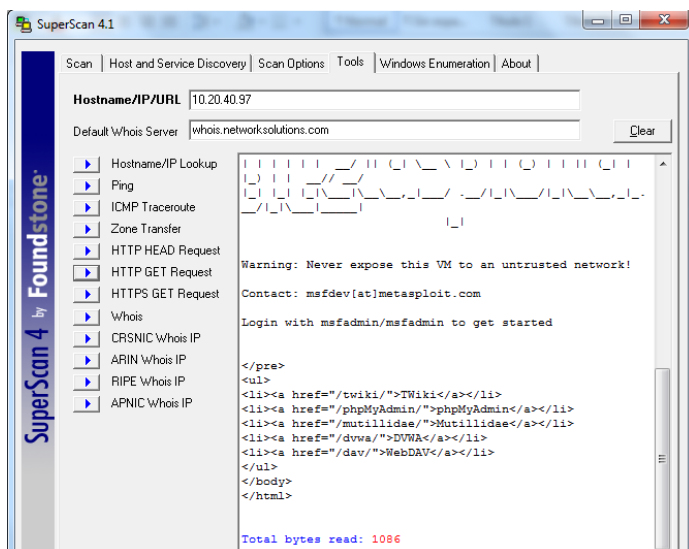 SuperScan 4.1
Scan Host and Service Discovery Scan Options Tools Windows Enumeration About
Hostname/IP/URL 10.20.40.97
Default Whois Server whois.networksolutions.com Clear
SuperScan 4 by Foundstone
Hostname/IP Lookup
Ping
ICMP Traceroute
Zone Transfer
HTTP HEAD Request
HTTP GET Request
HTTPS GET Request
Whois
CRSNIC Whois IP
ARIN Whois IP
RIPE Whois IP
APNIC Whois IP
Warning: Never expose this VM to an untrusted network!
Contact: msfdev[at]metasploit.com
Login with msfadmin/msfadmin to get started
</pre>
<ul>
<li><a href="/twiki/">TWiki</a></li>
<li><a href="/phpMyAdmin/">phpMyAdmin</a></li>
<li><a href="/mutillidae/">Mutillidae</a></li>
<li><a href="/dvwa/">DVWA</a></li>
<li><a href="/dav/">WebDAV</a></li>
</ul>
</body>
</html>
Total bytes read: 1086